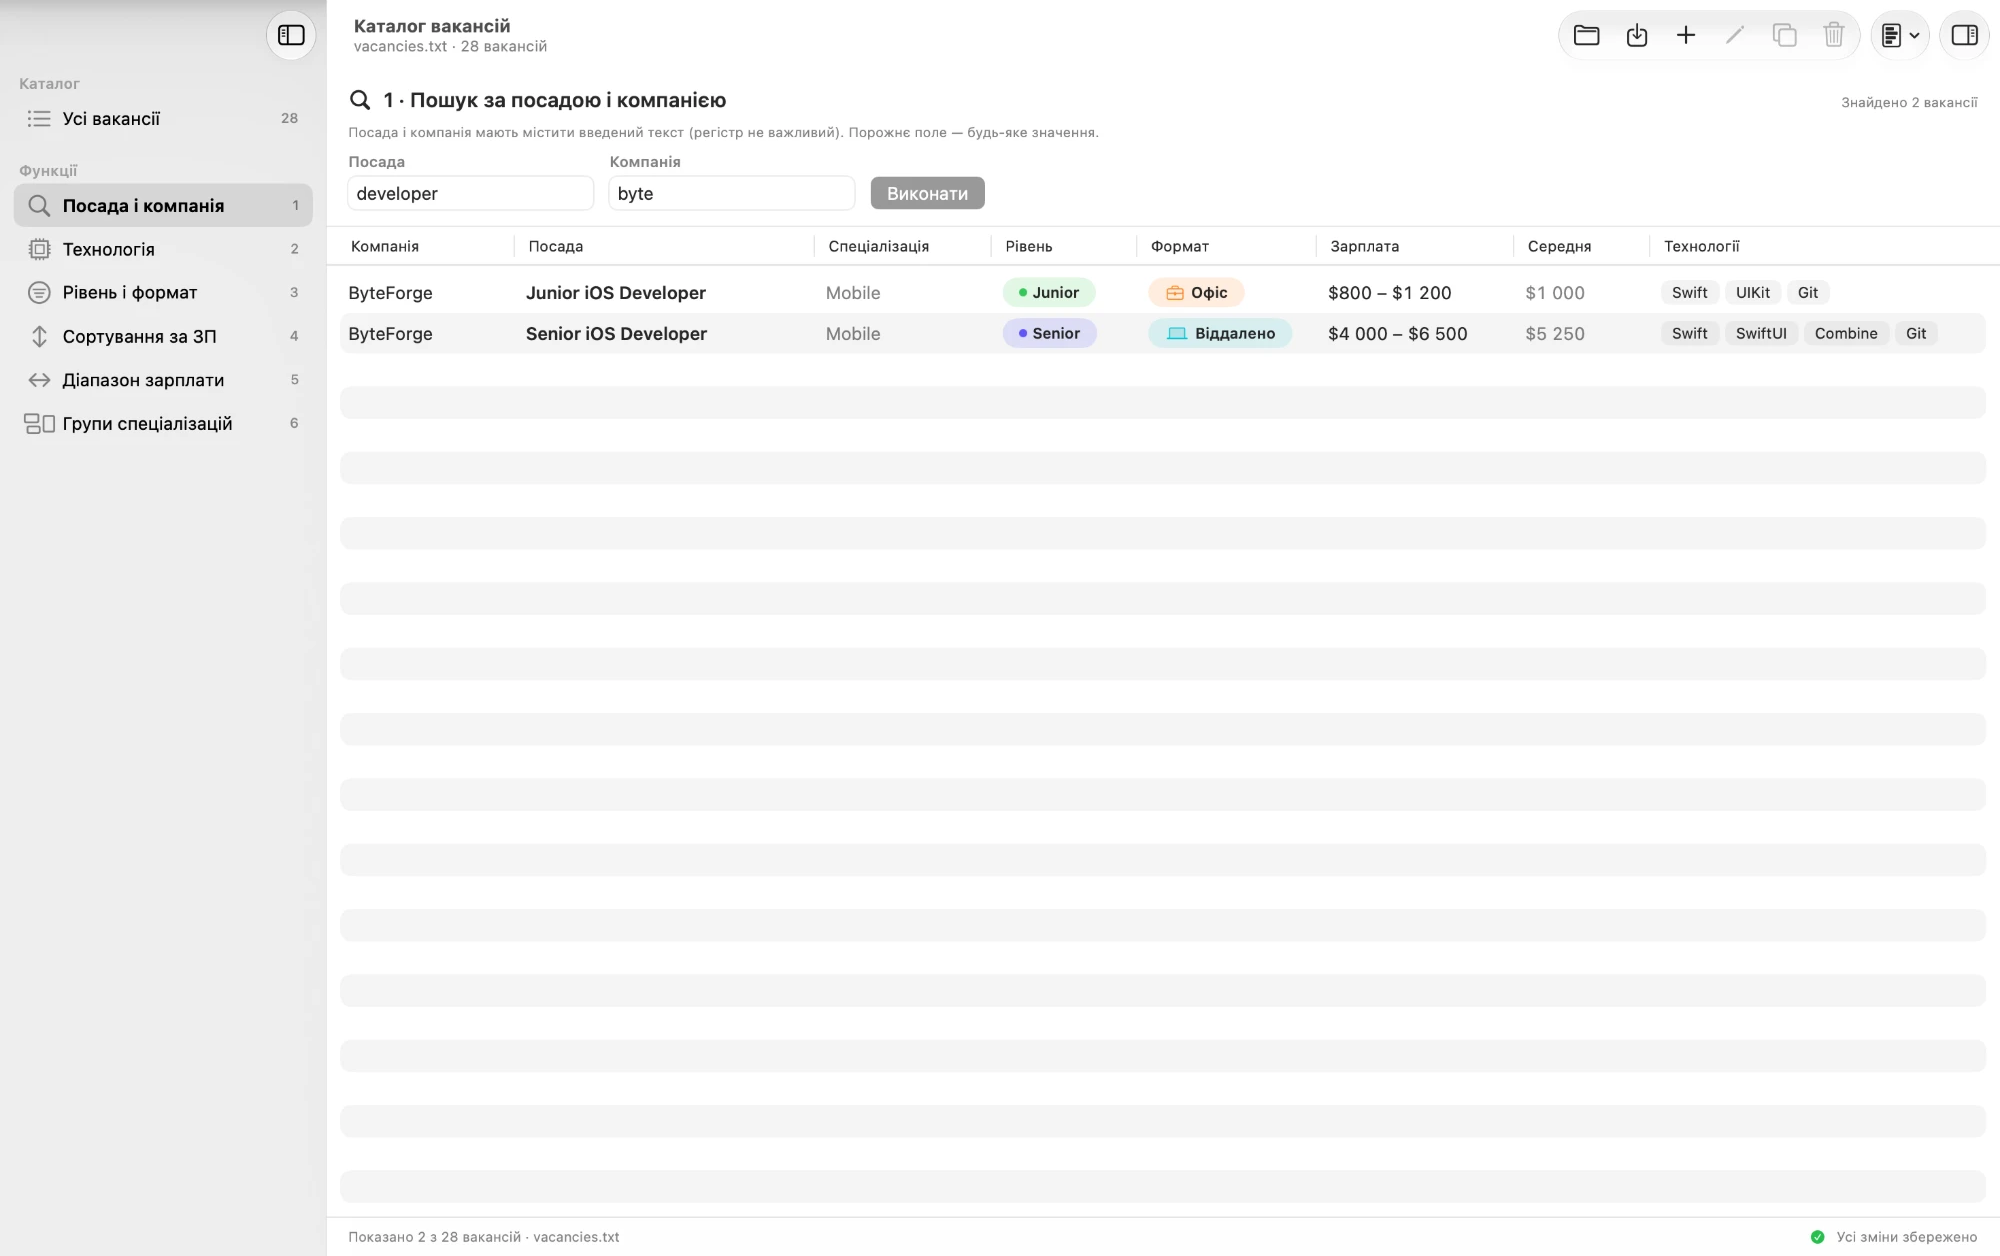 Каталог вакансій
vacancies.txt · 28 вакансій
Каталог
Усі вакансії 28
Функції
Посада і компанія 1
Технологія 2
Рівень і формат 3
Сортування за ЗП 4
Діапазон зарплати 5
Групи спеціалізацій 6
1 · Пошук за посадою і компанією
Знайдено 2 вакансії
Посада і компанія мають містити введений текст (регістр не важливий). Порожнє поле — будь-яке значення.
Посада Компанія
developer byte Виконати
Компанія Посада Спеціалізація Рівень Формат Зарплата Середня Технології
ByteForge Junior iOS Developer Mobile Junior Офіс $800 – $1 200 $1 000 Swift UIKit Git
ByteForge Senior iOS Developer Mobile Senior Віддалено $4 000 – $6 500 $5 250 Swift SwiftUI Combine Git
Показано 2 з 28 вакансій · vacancies.txt
Усі зміни збережено